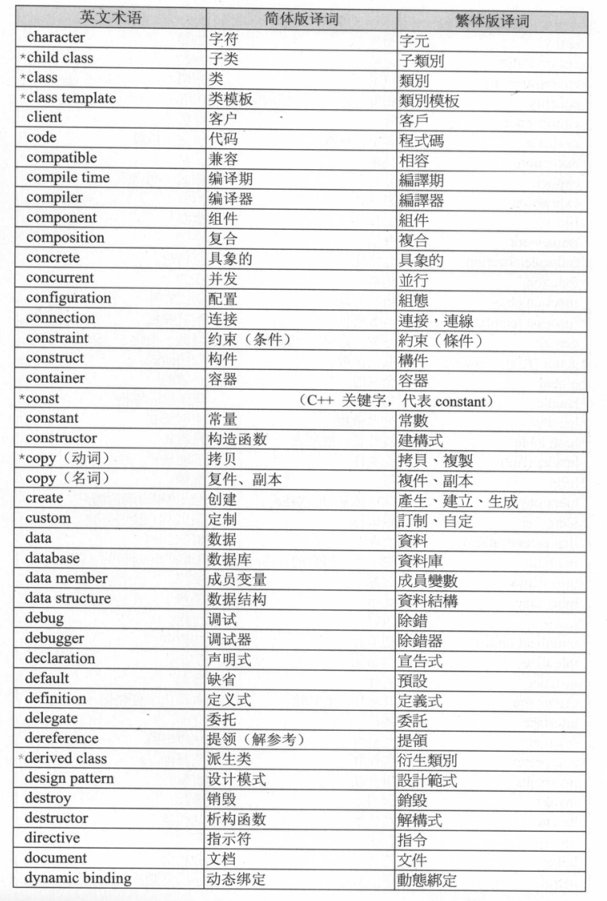 英文术语 简体版译词 繁体版译词
character 字符 字元
*child class 子类 子類別
*class 类 類別
*class template 类模板 類別模板
client 客户 客戶
code 代码 程式碼
compatible 兼容 相容
compile time 编译期 編譯期
compiler 编译器 編譯器
component 组件 組件
composition 复合 複合
concrete 具象的 具象的
concurrent 并发 並行
configuration 配置 組態
connection 连接 連接，連線
constraint 约束（条件） 約束（條件）
construct 构件 構件
container 容器 容器
*const （C++ 关键字，代表 constant）
constant 常量 常數
constructor 构造函数 建構式
*copy（动词） 拷贝 拷貝、複製
copy（名词） 复件、副本 複件、副本
create 创建 產生、建立、生成
custom 定制 訂制、自定
data 数据 資料
database 数据库 資料庫
data member 成员变量 成員變數
data structure 数据结构 資料結構
debug 调试 除錯
debugger 调试器 除錯器
declaration 声明式 宣告式
default 缺省 預設
definition 定义式 定義式
delegate 委托 委託
dereference 提领（解参考） 提領
*derived class 派生类 衍生類別
design pattern 设计模式 設計範式
destroy 销毁 銷毀
destructor 析构函数 解構式
directive 指示符 指令
document 文档 文件
dynamic binding 动态绑定 動態綁定